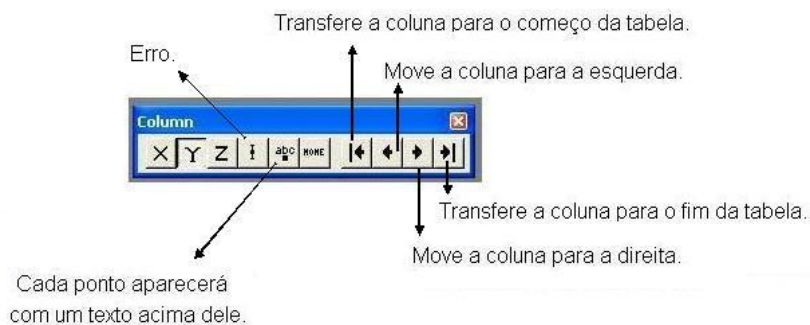 Transfere a coluna para o começo da tabela.
Erro.
Move a coluna para a esquerda.
Column
X Y Z abc NONE
Transfere a coluna para o fim da tabela.
Move a coluna para a direita.
Cada ponto aparecerá
com um texto acima dele.